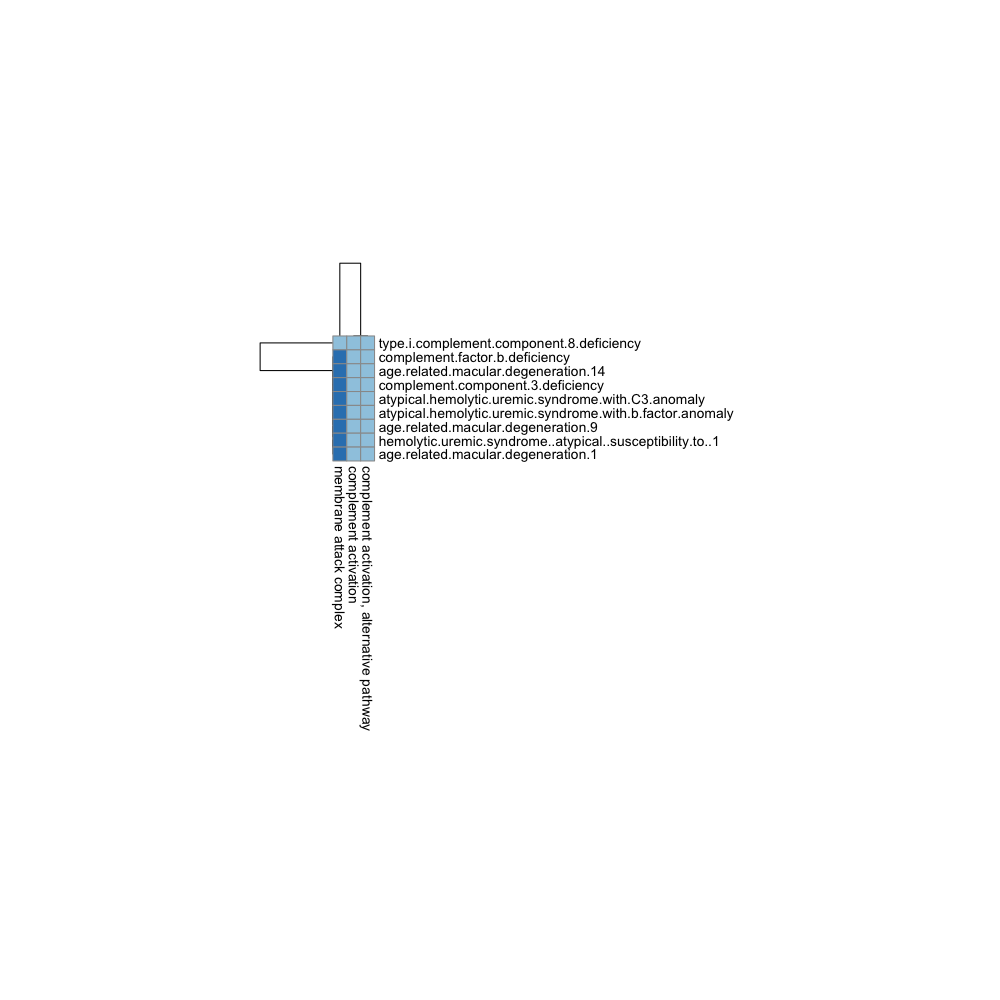 type.i.complement.component.8.deficiency
complement.factor.b.deficiency
age.related.macular.degeneration.14
complement.component.3.deficiency
atypical.hemolytic.uremic.syndrome.with.C3.anomaly
atypical.hemolytic.uremic.syndrome.with.b.factor.anomaly
age.related.macular.degeneration.9
hemolytic.uremic.syndrome..atypical..susceptibility.to..1
age.related.macular.degeneration.1
membrane attack complex
complement activation
complement activation, alternative pathway